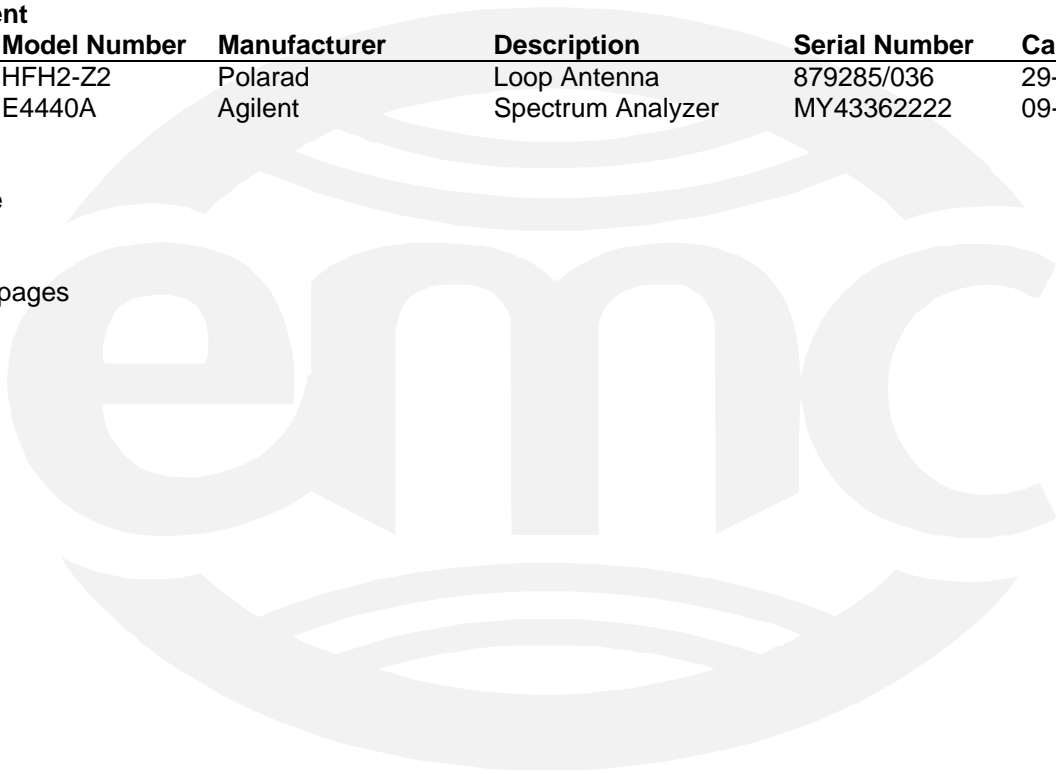 ent
Model Number Manufacturer Description Serial Number Ca
HFH2-Z2 Polarad Loop Antenna 879285/036 29-
E4440A Agilent Spectrum Analyzer MY43362222 09-
e
pages
emc